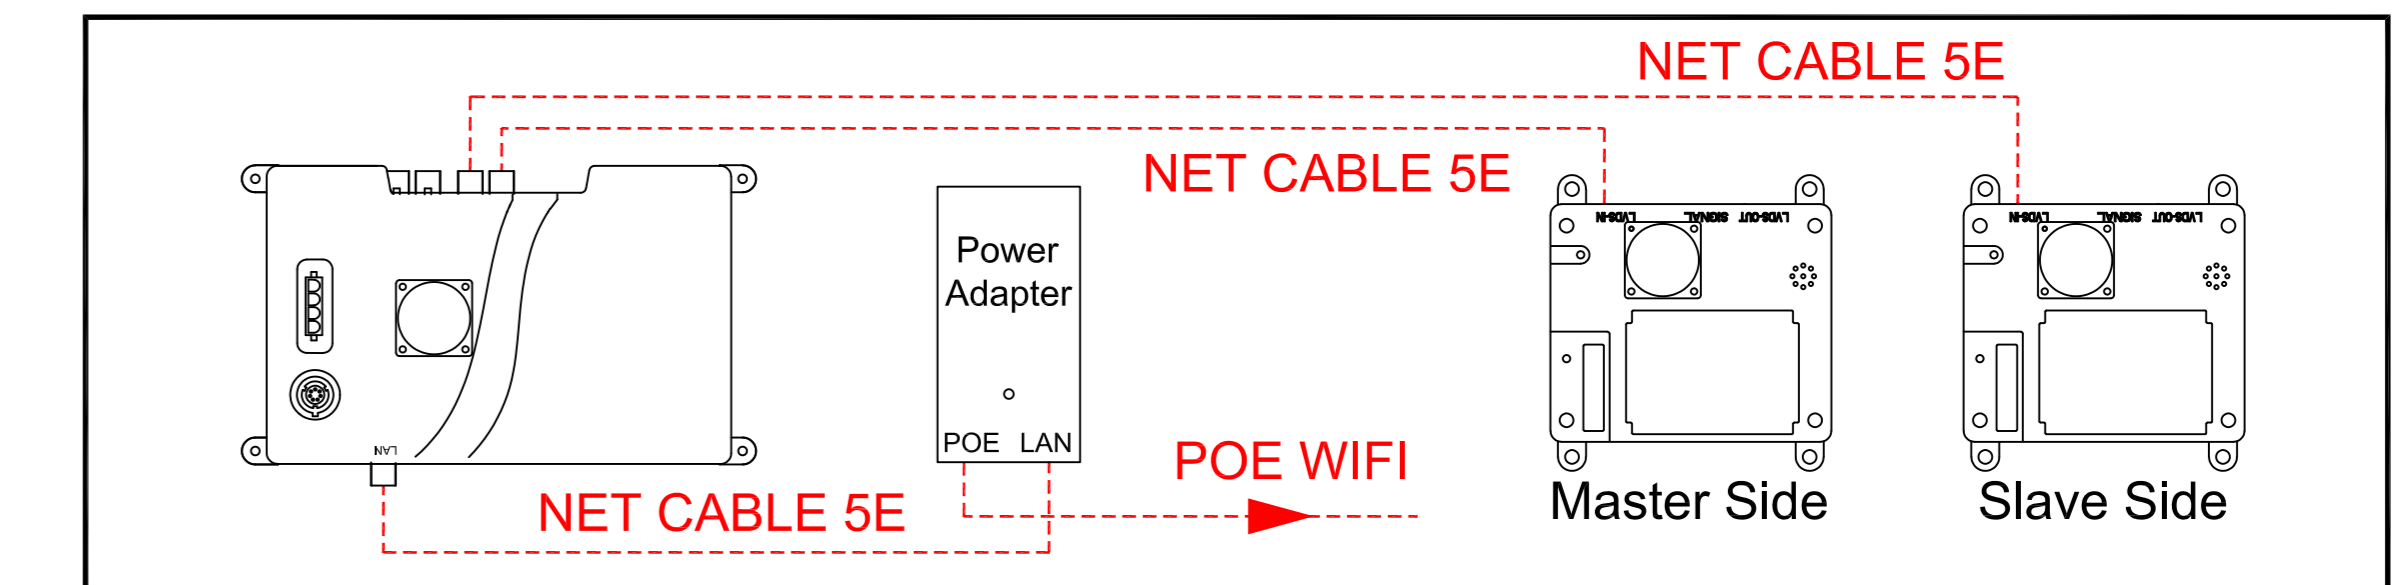 NET CABLE 5E
NET CABLE 5E
Power
Adapter
LVDS-IN SIGNAL LVDS-OUT
LVDS-IN SIGNAL LVDS-OUT
LAN
POE LAN
POE WIFI
NET CABLE 5E
Master Side
Slave Side